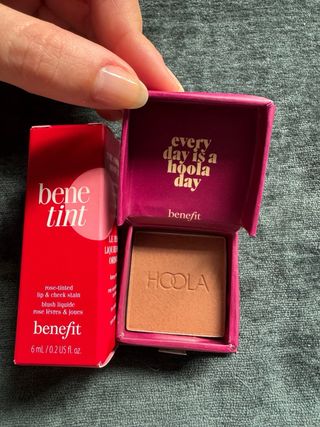 bene
tint
rose-tinted
lip & cheek stain
blush liquide
rose lèvres & joues
benefit
6 mL / 0.2 US fl. oz.
every
day is a
hoola
day
benefit
HOOLA